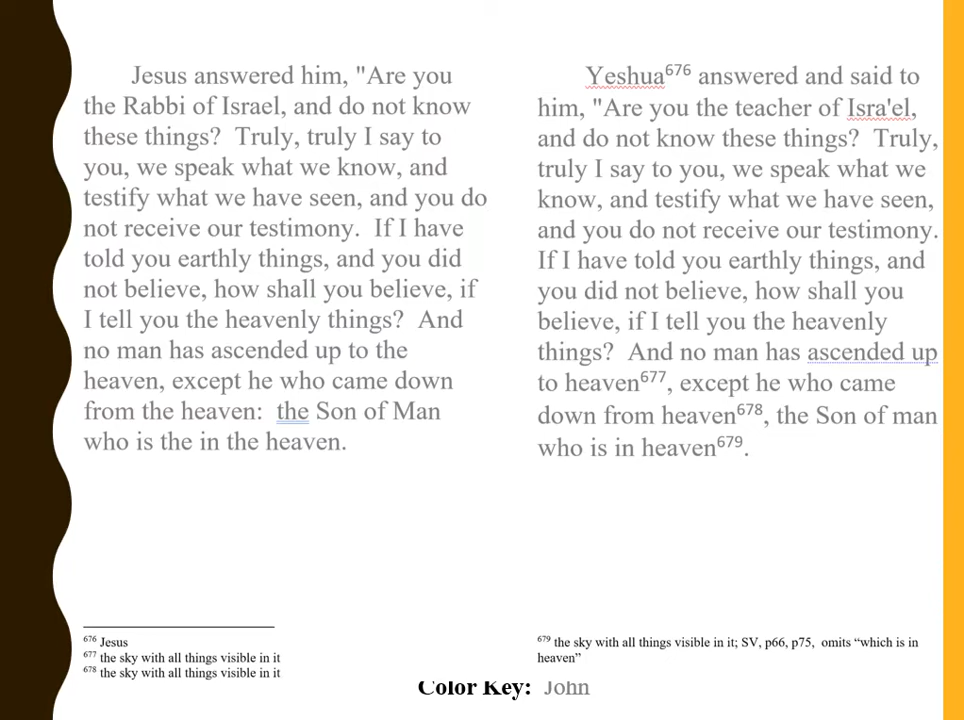 Jesus answered him, "Are you
the Rabbi of Israel, and do not know
these things?  Truly, truly I say to
you, we speak what we know, and
testify what we have seen, and you do
not receive our testimony.  If I have
told you earthly things, and you did
not believe, how shall you believe, if
I tell you the heavenly things?  And
no man has ascended up to the
heaven, except he who came down
from the heaven:  the Son of Man
who is the in the heaven.
Yeshua⁶⁷⁶ answered and said to
him, "Are you the teacher of Isra'el,
and do not know these things?  Truly,
truly I say to you, we speak what we
know, and testify what we have seen,
and you do not receive our testimony.
If I have told you earthly things, and
you did not believe, how shall you
believe, if I tell you the heavenly
things?  And no man has ascended up
to heaven⁶⁷⁷, except he who came
down from heaven⁶⁷⁸, the Son of man
who is in heaven⁶⁷⁹.
⁶⁷⁶ Jesus
⁶⁷⁷ the sky with all things visible in it
⁶⁷⁸ the sky with all things visible in it
⁶⁷⁹ the sky with all things visible in it; SV, p66, p75,  omits “which is in
heaven”
Color Key:  John